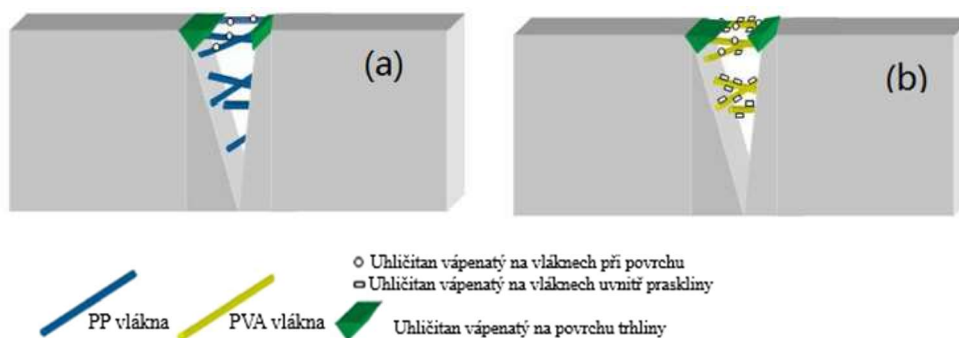 (a)
(b)
Uhličitan vápenatý na vláknech při povrchu
Uhličitan vápenatý na vláknech uvnitř praskliny
PP vlákna
PVA vlákna
Uhličitan vápenatý na povrchu trhliny